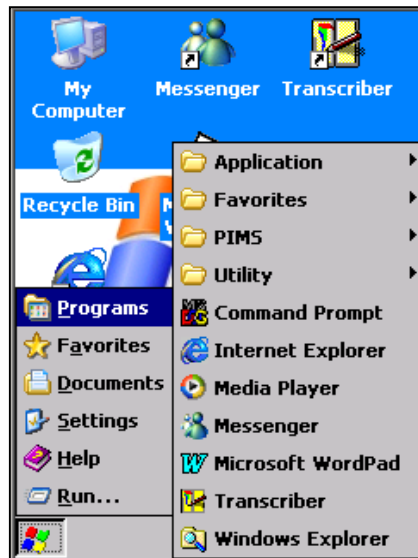 My
Computer
Messenger
Transcriber
Recycle Bin
Application
Favorites
PIMS
Utility
Command Prompt
Internet Explorer
Media Player
Messenger
Microsoft WordPad
Transcriber
Windows Explorer
Programs
Favorites
Documents
Settings
Help
Run...